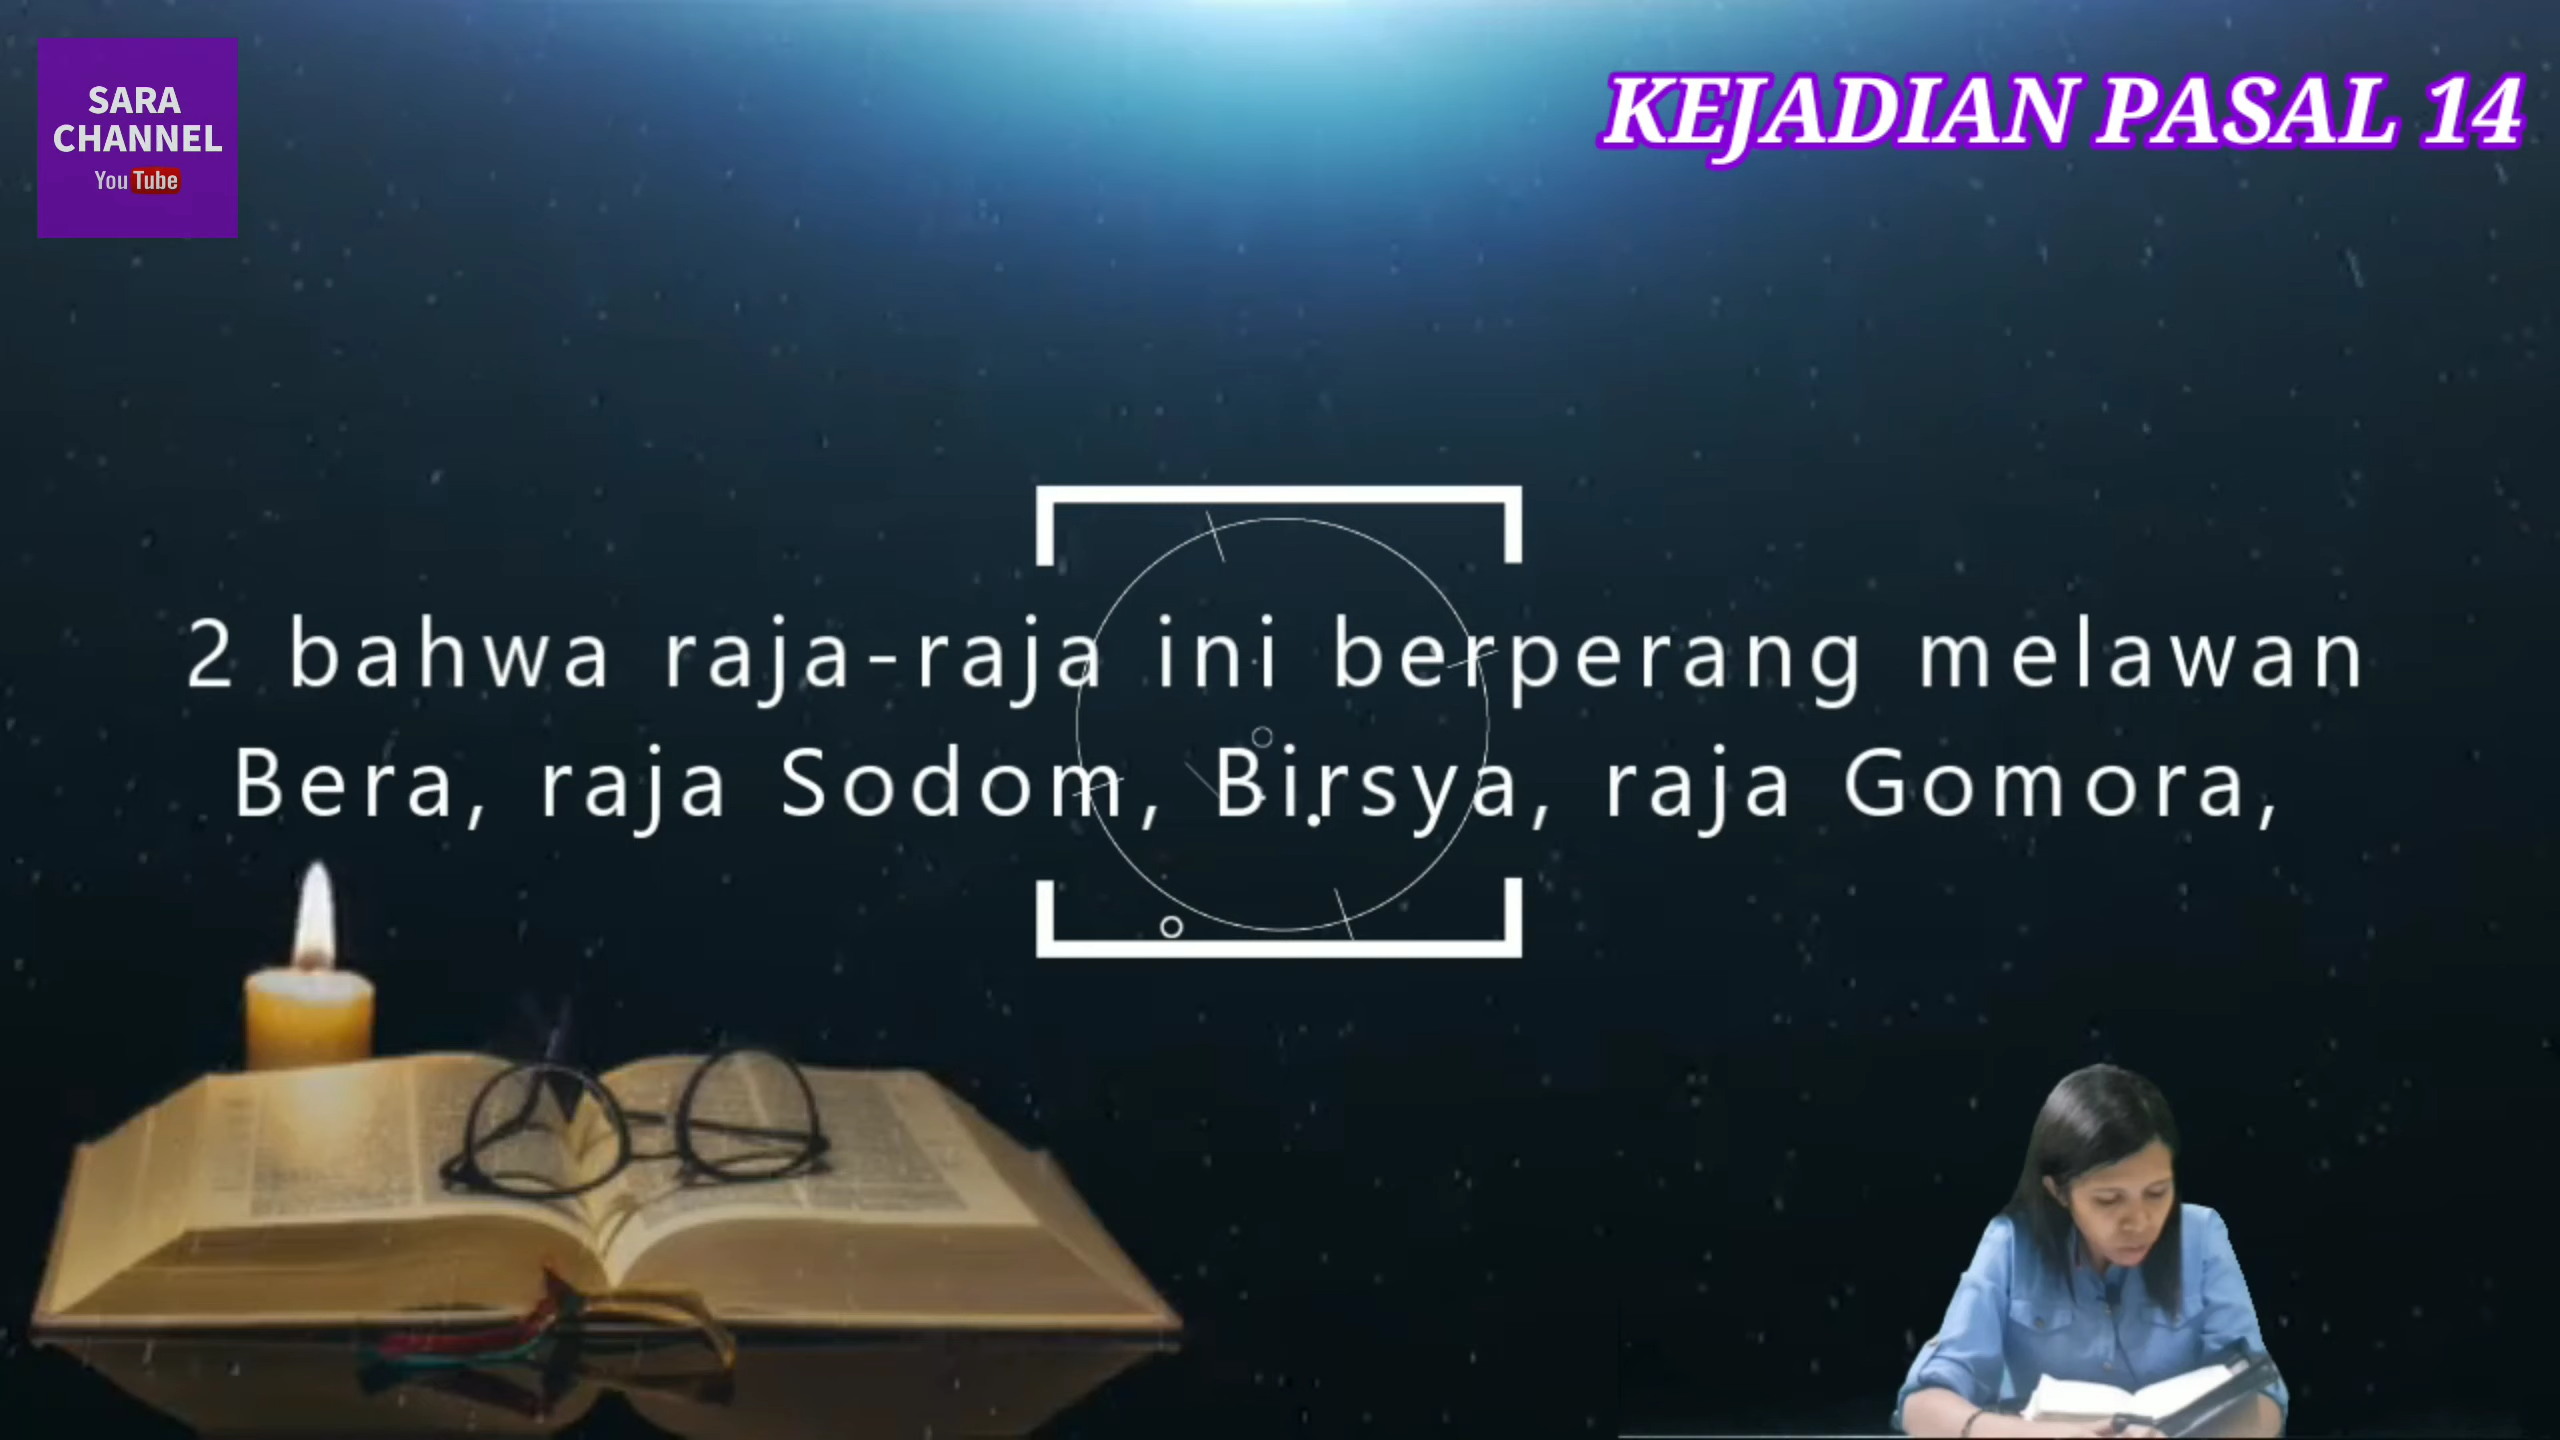 SARA
CHANNEL
YouTube
KEJADIAN PASAL 14
2 bahwa raja-raja ini berperang melawan
Bera, raja Sodom, Birsya, raja Gomora,